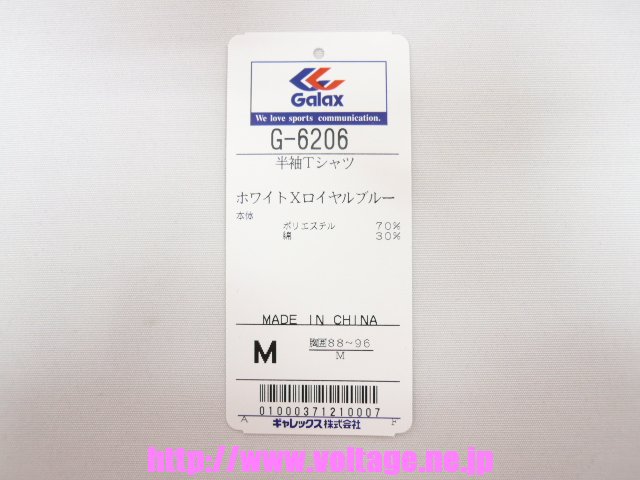 Galax
We love sports communication.
G-6206
半袖Tシャツ
ホワイトXロイヤルブルー
本体
ポリエステル 70%
綿 30%
MADE IN CHINA
M 胸囲88~96
M
01000371210007
A ギャレックス株式会社 F
http://www.voltage.ne.jp